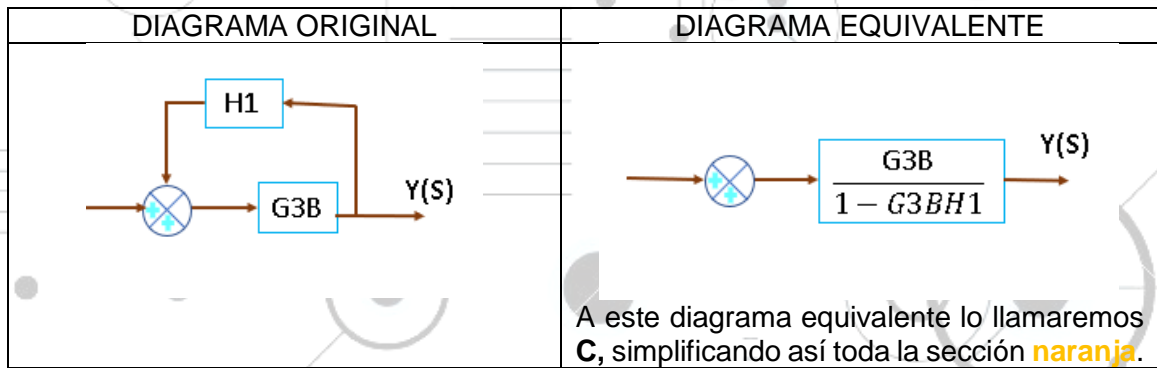 DIAGRAMA ORIGINAL
DIAGRAMA EQUIVALENTE
H1
G3B
Y(S)
G3B
1 − G3BH1
Y(S)
A este diagrama equivalente lo llamaremos
C, simplificando así toda la sección naranja.